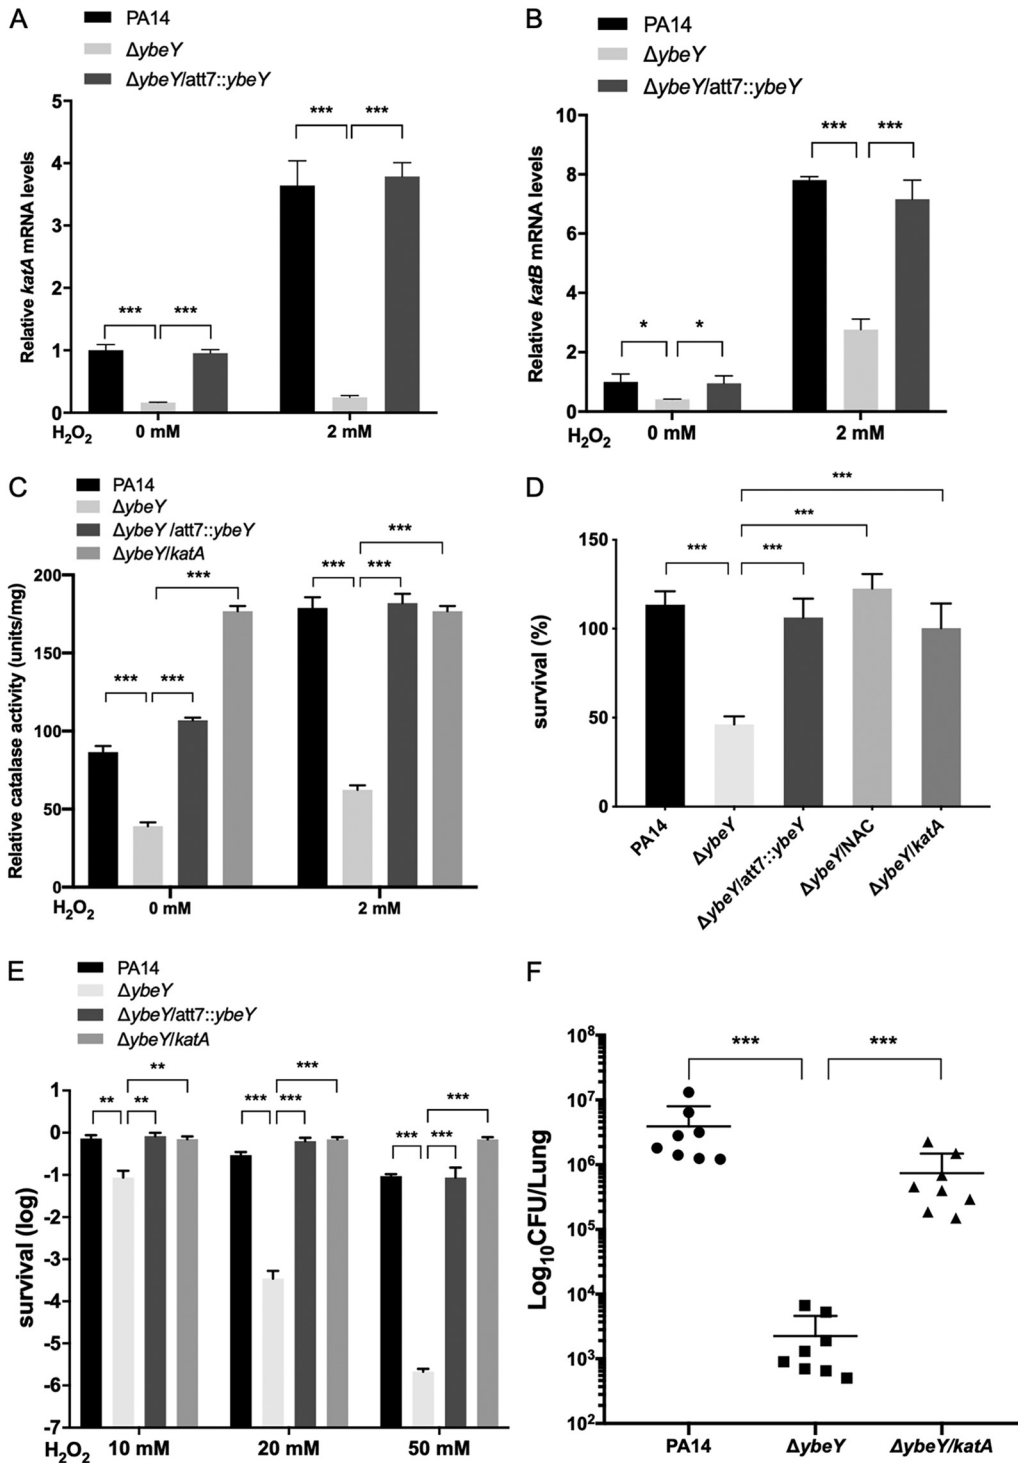 A
PA14
ΔybeY
ΔybeY/att7::ybeY
Relative katA mRNA levels
5
4
3
2
1
0
*** ***
*** ***
H2O2 0 mM 2 mM
B
PA14
ΔybeY
ΔybeY/att7::ybeY
Relative katB mRNA levels
10
8
6
4
2
0
*** ***
* *
H2O2 0 mM 2 mM
C
PA14
ΔybeY
ΔybeY /att7::ybeY
ΔybeY/katA
Relative catalase activity (units/mg)
200
150
100
50
0
***
*** ***
***
*** ***
H2O2 0 mM 2 mM
D
survival (%)
150
100
50
0
***
***
*** ***
PA14
ΔybeY
ΔybeY/att7::ybeY
ΔybeY/NAC
ΔybeY/katA
E
PA14
ΔybeY
ΔybeY/att7::ybeY
ΔybeY/katA
survival (log)
1
0
-1
-2
-3
-4
-5
-6
-7
**
** **
***
*** ***
***
*** ***
H2O2 10 mM 20 mM 50 mM
F
Log10CFU/Lung
10^8
10^7
10^6
10^5
10^4
10^3
10^2
*** ***
PA14 ΔybeY ΔybeY/katA